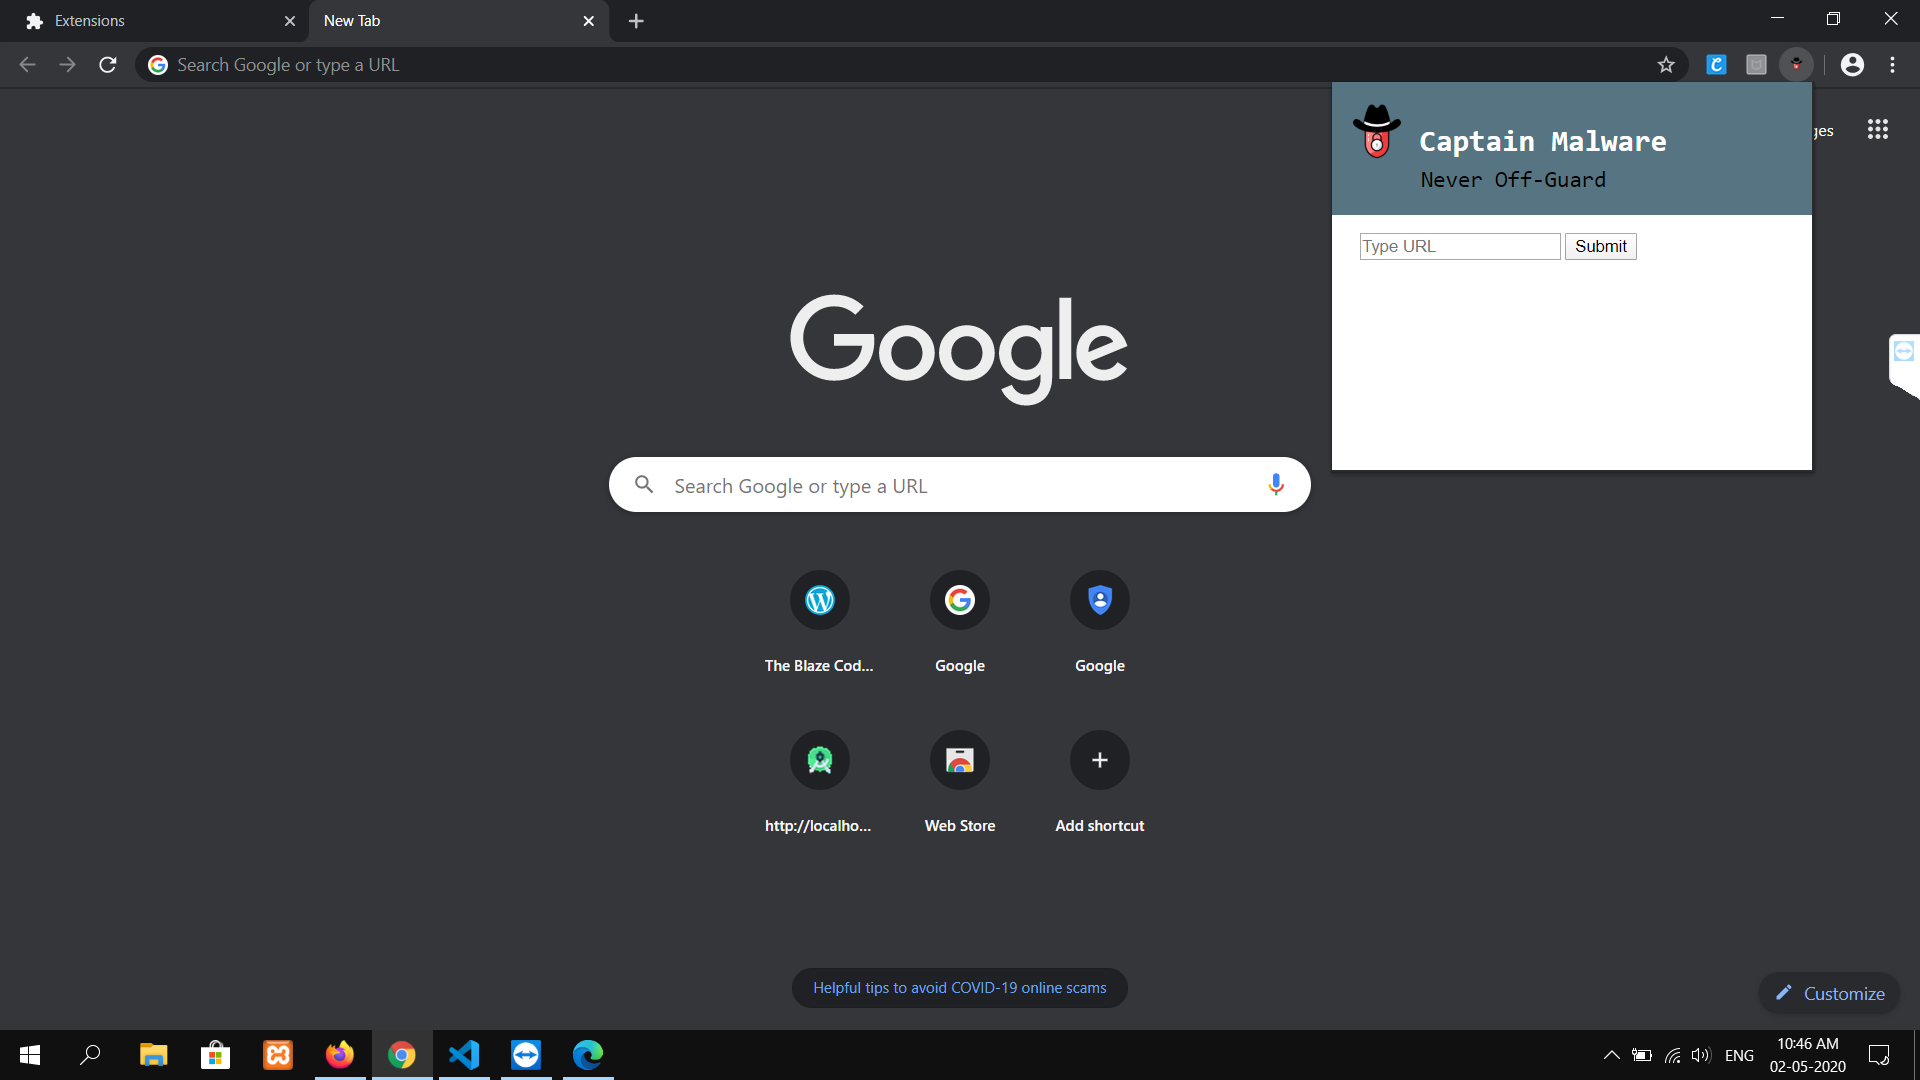 Extensions
New Tab
Search Google or type a URL
Captain Malware
Never Off-Guard
Type URL
Submit
Google
Search Google or type a URL
The Blaze Cod...
Google
Google
http://localho...
Web Store
Add shortcut
Helpful tips to avoid COVID-19 online scams
Customize
ENG
10:46 AM
02-05-2020